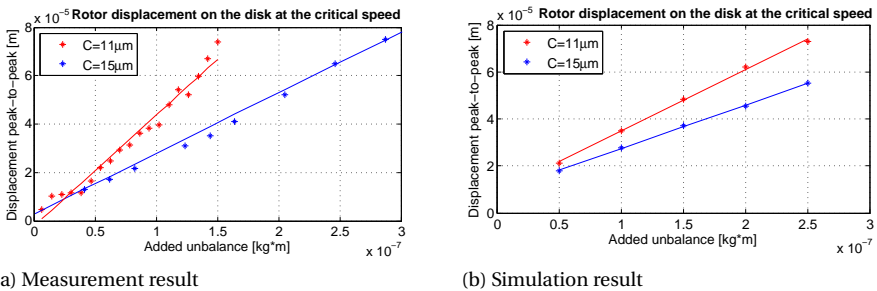 x 10⁻⁵ Rotor displacement on the disk at the critical speed
8
6
4
2
0
Displacement peak−to−peak [m]
C=11μm
C=15μm
0 0.5 1 1.5 2 2.5 3
Added unbalance [kg*m]
x 10⁻⁷
a) Measurement result
x 10⁻⁵ Rotor displacement on the disk at the critical speed
8
6
4
2
0
Displacement peak−to−peak [m]
C=11μm
C=15μm
0 0.5 1 1.5 2 2.5 3
Added unbalance [kg*m]
x 10⁻⁷
(b) Simulation result